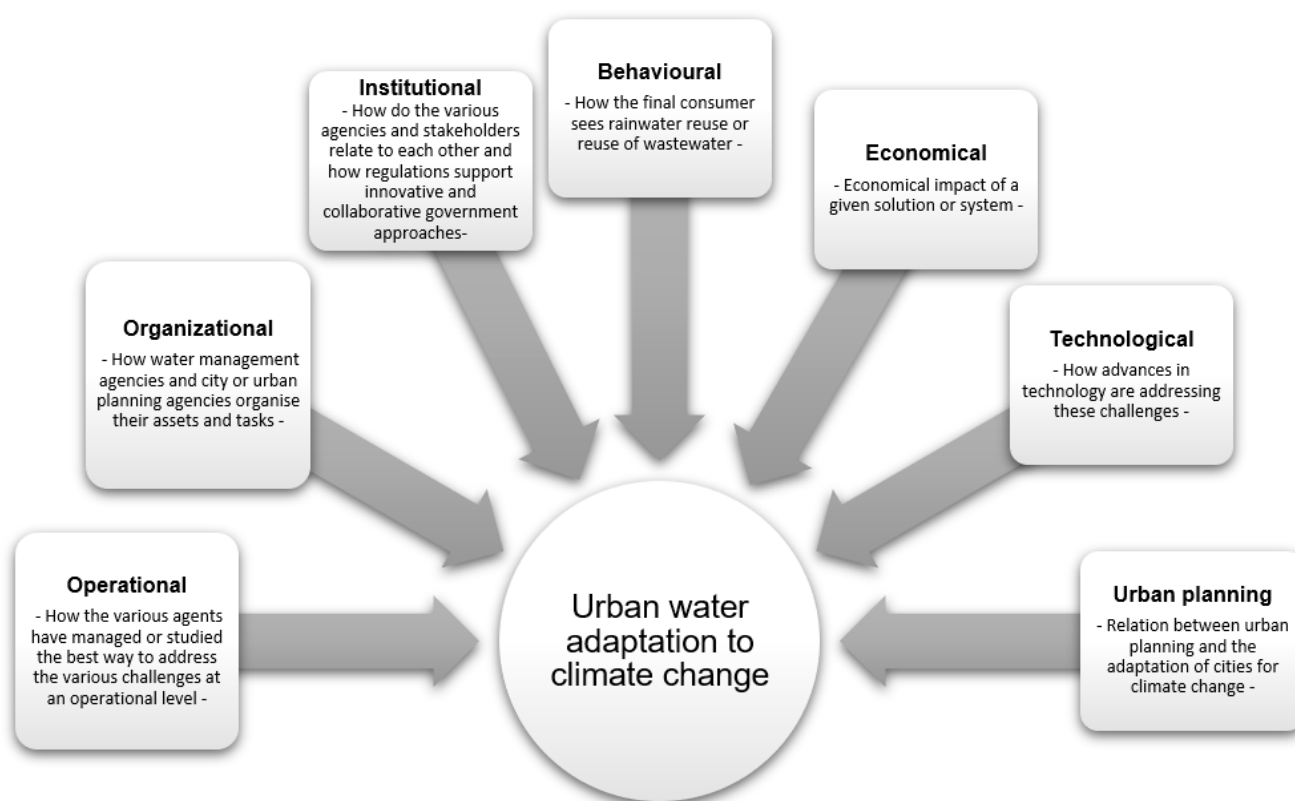 Behavioural
- How the final consumer
sees rainwater reuse or
reuse of wastewater -
Institutional
- How do the various
agencies and stakeholders
relate to each other and
how regulations support
innovative and
collaborative government
approaches-
Economical
- Economical impact of a
given solution or system -
Organizational
- How water management
agencies and city or urban
planning agencies organise
their assets and tasks -
Technological
- How advances in
technology are addressing
these challenges -
Operational
- How the various agents
have managed or studied
the best way to address
the various challenges at
an operational level -
Urban planning
- Relation between urban
planning and the
adaptation of cities for
climate change -
Urban water
adaptation to
climate change